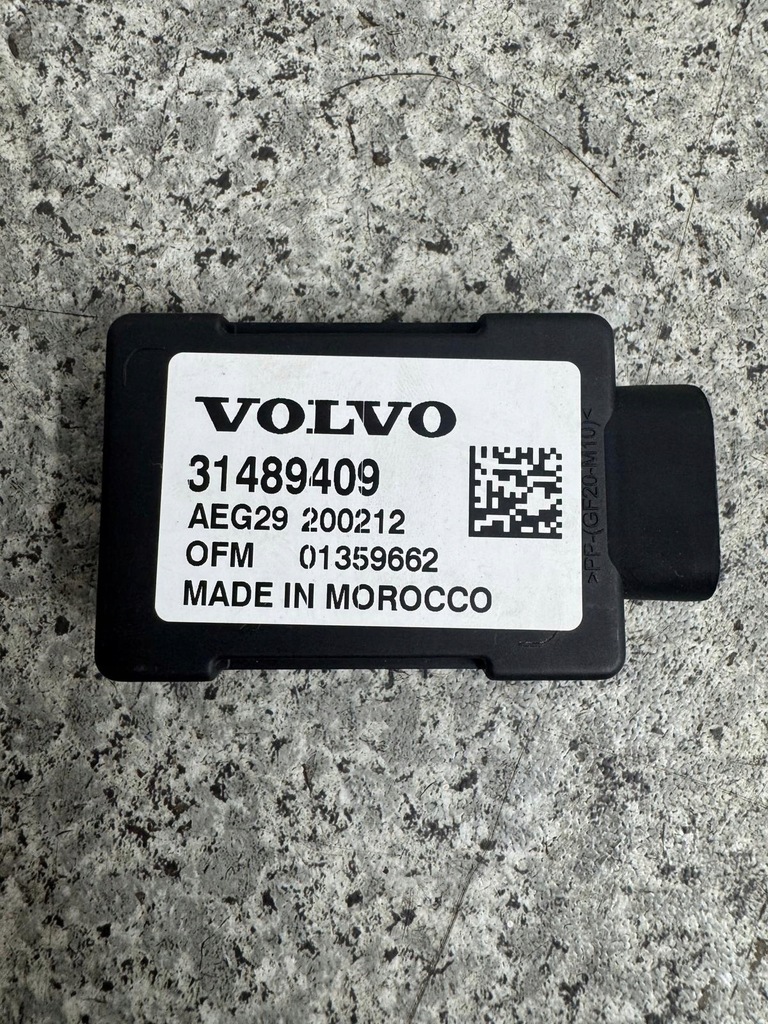 VOLVO
31489409
AEG29 200212
OFM 01359662
MADE IN MOROCCO
>PP-(GF20-M10)<